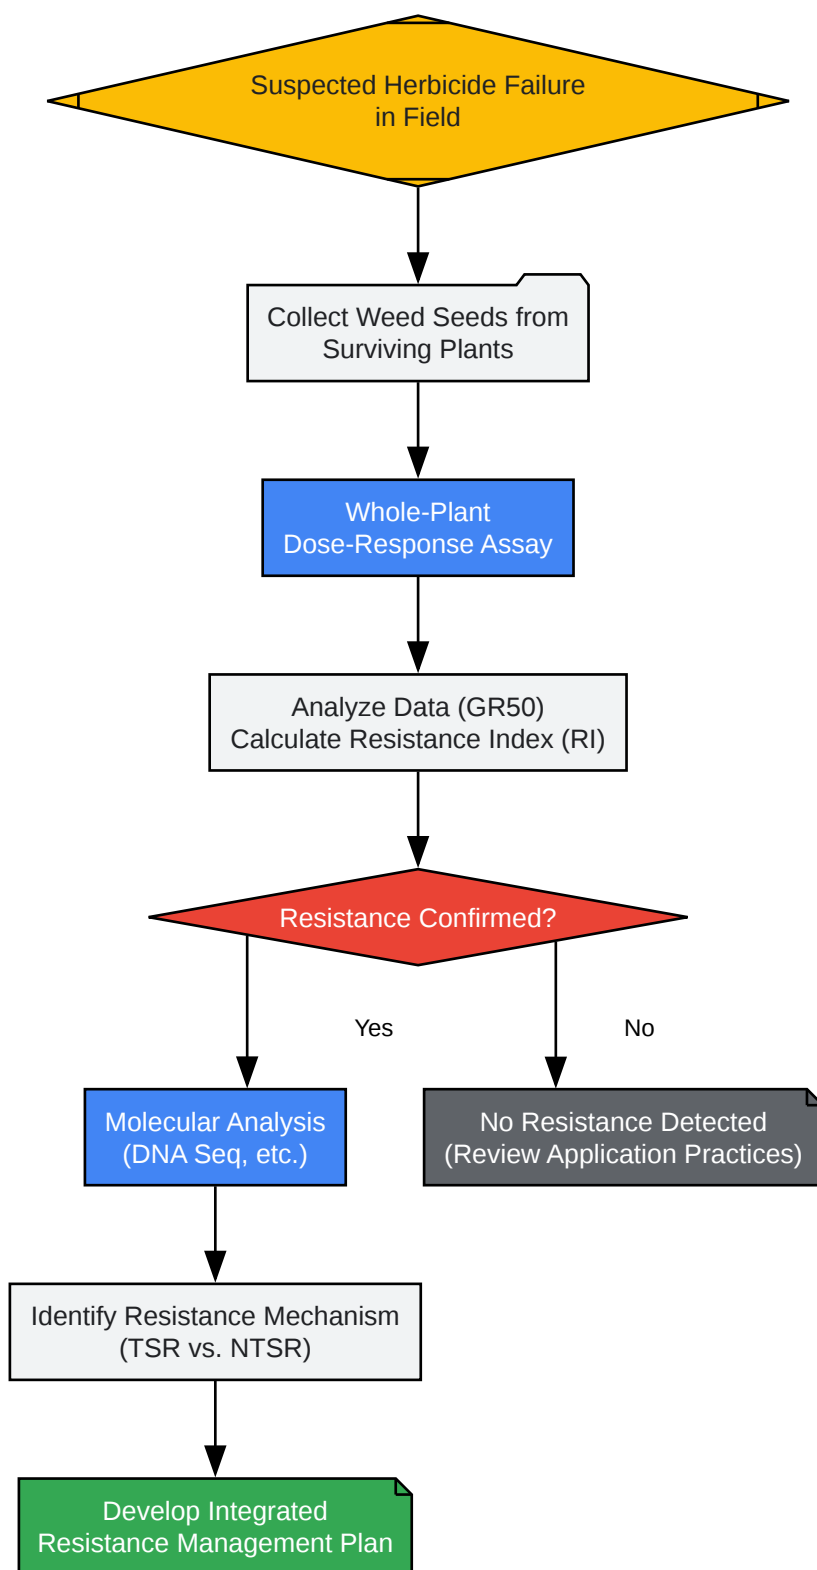 Suspected Herbicide Failure
in Field
Collect Weed Seeds from
Surviving Plants
Whole-Plant
Dose-Response Assay
Analyze Data (GR50)
Calculate Resistance Index (RI)
Resistance Confirmed?
Yes
No
Molecular Analysis
(DNA Seq, etc.)
No Resistance Detected
(Review Application Practices)
Identify Resistance Mechanism
(TSR vs. NTSR)
Develop Integrated
Resistance Management Plan